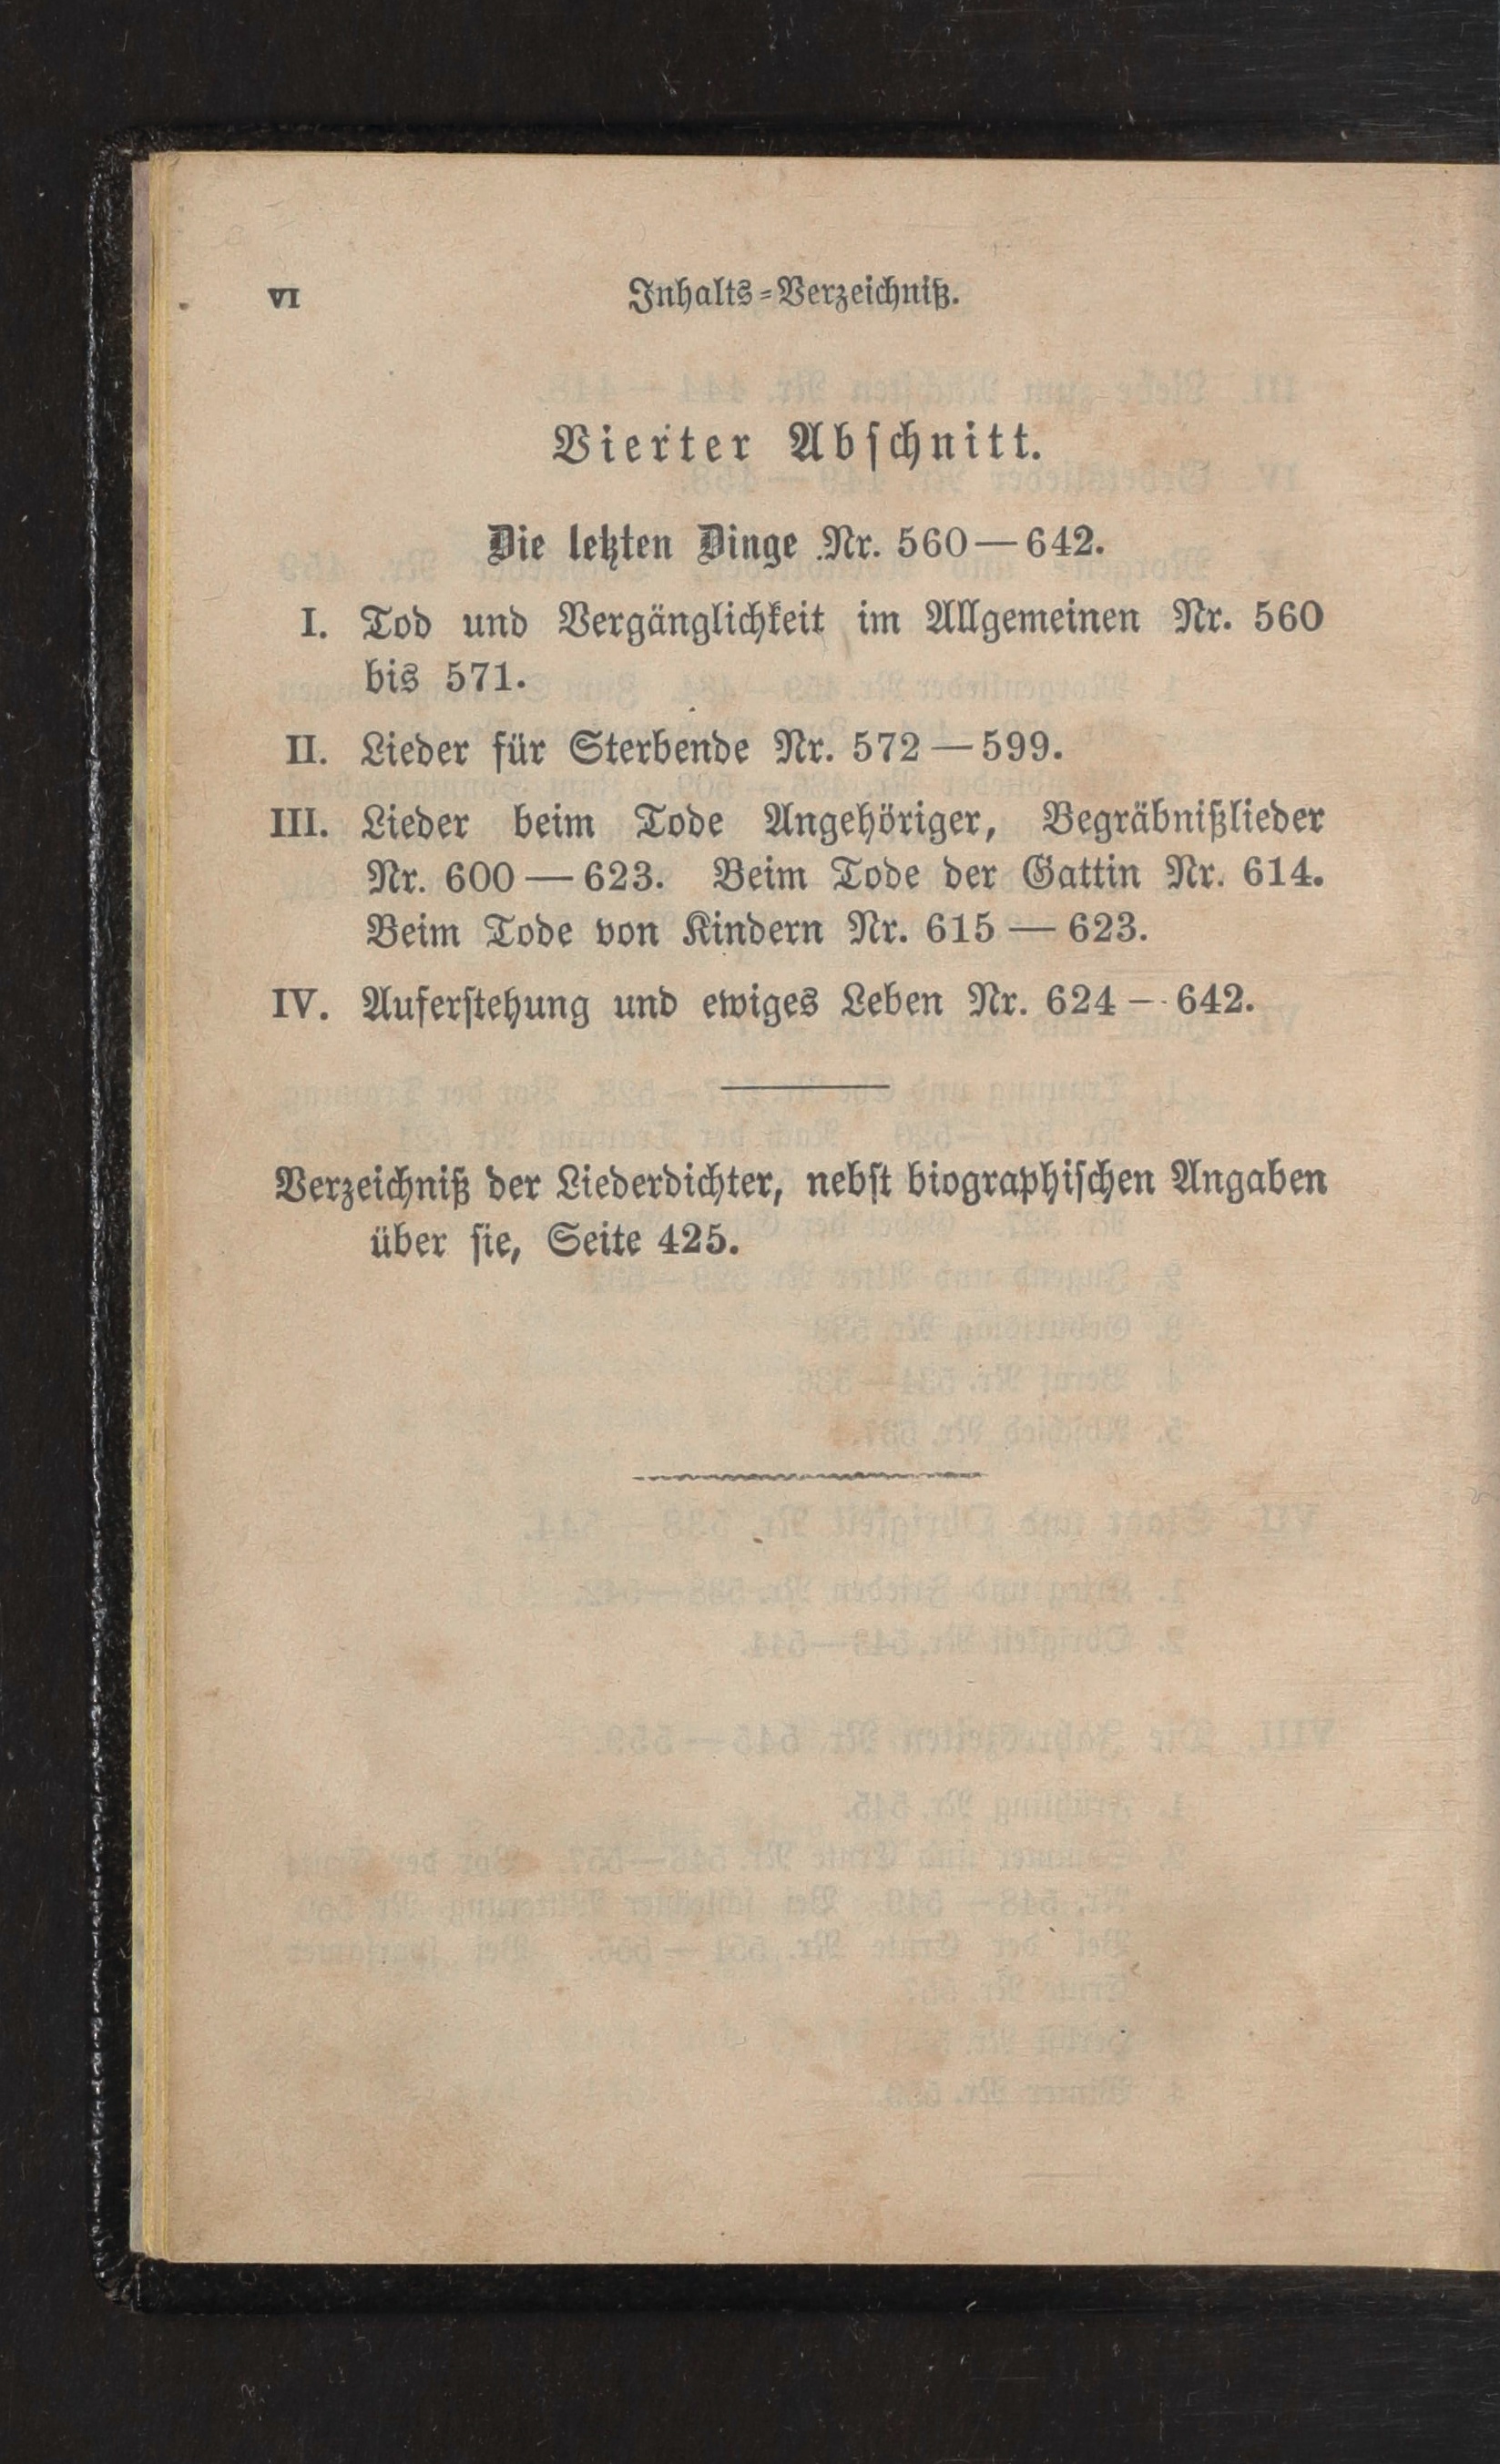 VI Inhalts-Verzeichniß.
Vierter Abschnitt.
Die letzten Dinge Nr. 560—642.
I. Tod und Vergänglichkeit im Allgemeinen Nr. 560
bis 571.
II. Lieder für Sterbende Nr. 572—599.
III. Lieder beim Tode Angehöriger, Begräbnißlieder
Nr. 600—623. Beim Tode der Gattin Nr. 614.
Beim Tode von Kindern Nr. 615—623.
IV. Auferstehung und ewiges Leben Nr. 624–642.
Verzeichniß der Liederdichter, nebst biographischen Angaben
über sie, Seite 425.